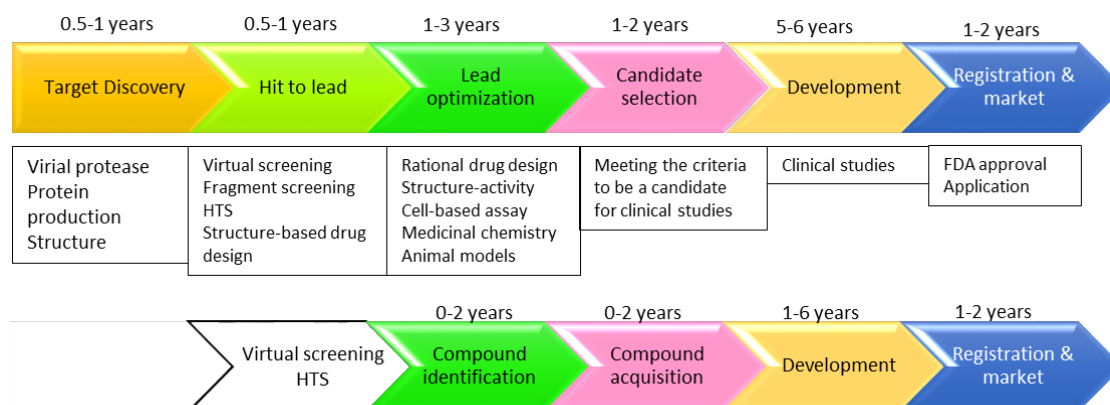 0.5-1 years
0.5-1 years
1-3 years
1-2 years
5-6 years
1-2 years
Target Discovery
Hit to lead
Lead
optimization
Candidate
selection
Development
Registration &
market
Virial protease
Protein
production
Structure
Virtual screening
Fragment screening
HTS
Structure-based drug
design
Rational drug design
Structure-activity
Cell-based assay
Medicinal chemistry
Animal models
Meeting the criteria
to be a candidate
for clinical studies
Clinical studies
FDA approval
Application
0-2 years
0-2 years
1-6 years
1-2 years
Virtual screening
HTS
Compound
identification
Compound
acquisition
Development
Registration &
market